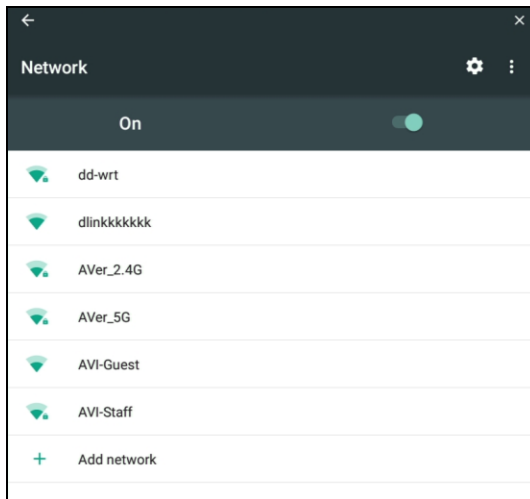 Network
On
dd-wrt
dlinkkkkkkk
AVer_2.4G
AVer_5G
AVI-Guest
AVI-Staff
Add network